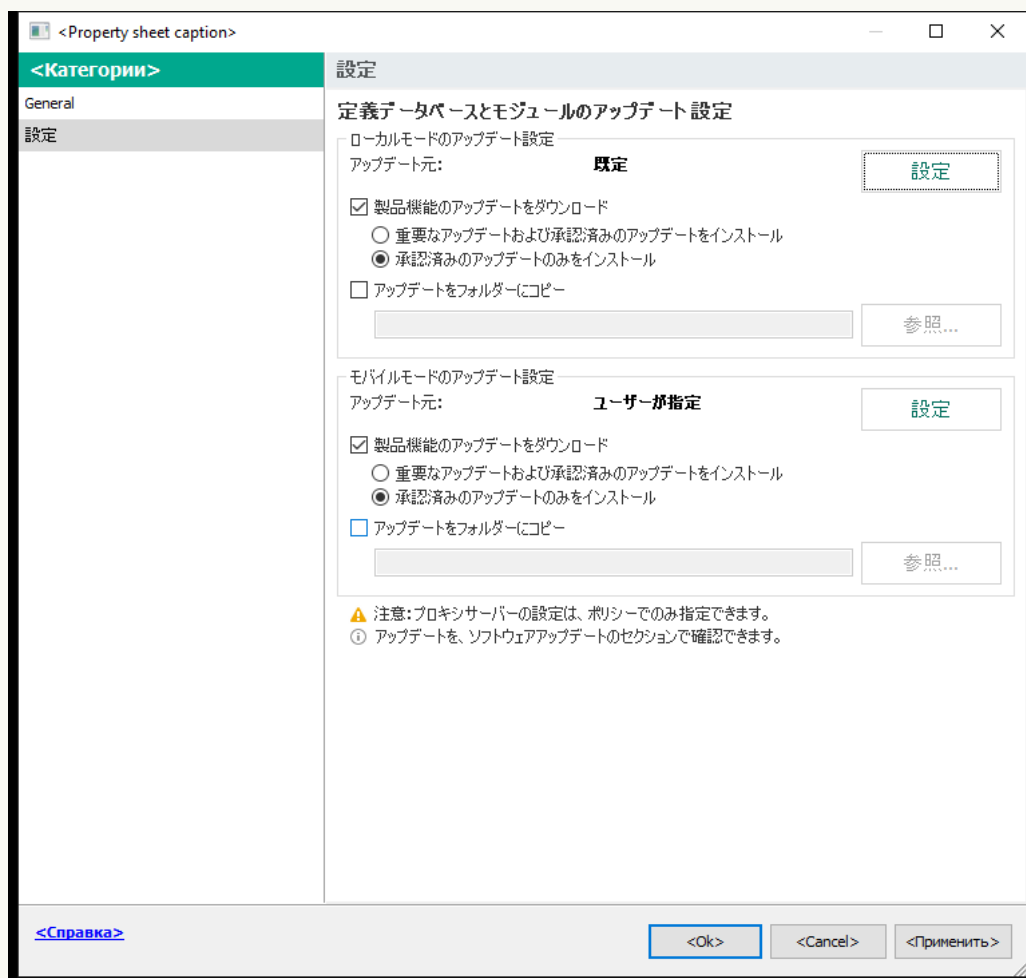 <Property sheet caption>
<Категории>
General
設定
設定
定義データベースとモジュールのアップデート設定
ローカルモードのアップデート設定
アップデート元: 既定 設定
製品機能のアップデートをダウンロード
重要なアップデートおよび承認済みのアップデートをインストール
承認済みのアップデートのみをインストール
アップデートをフォルダーにコピー
参照...
モバイルモードのアップデート設定
アップデート元: ユーザーが指定 設定
製品機能のアップデートをダウンロード
重要なアップデートおよび承認済みのアップデートをインストール
承認済みのアップデートのみをインストール
アップデートをフォルダーにコピー
参照...
注意:プロキシサーバーの設定は、ポリシーでのみ指定できます。
アップデートを、ソフトウェアアップデートのセクションで確認できます。
<Справка> <Ok> <Cancel> <Применить>